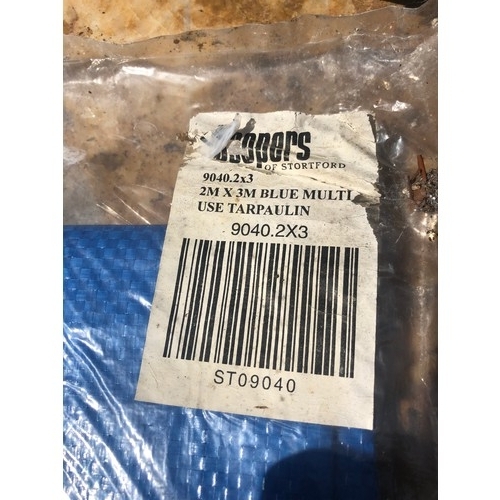 Coopers
OF STORTFORD
9040.2x3
2M X 3M BLUE MULTI
USE TARPAULIN
9040.2X3
ST09040